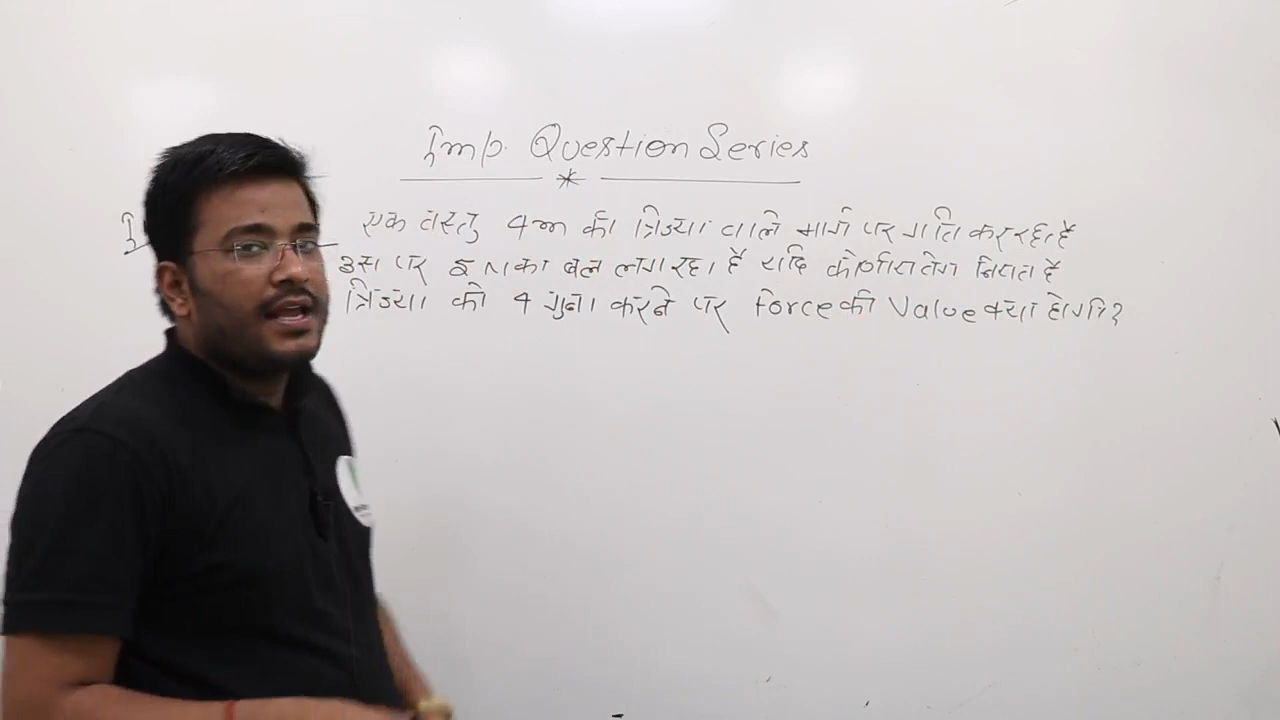 Imp. Question Series
एक वस्तु 4m की त्रिज्या वाले मार्ग पर गति कर रहा है
उस पर 5 N का बल लग रहा है यदि कोणीय वेग नियत है
त्रिज्या को 4 गुना करने पर force की Value क्या होगी?